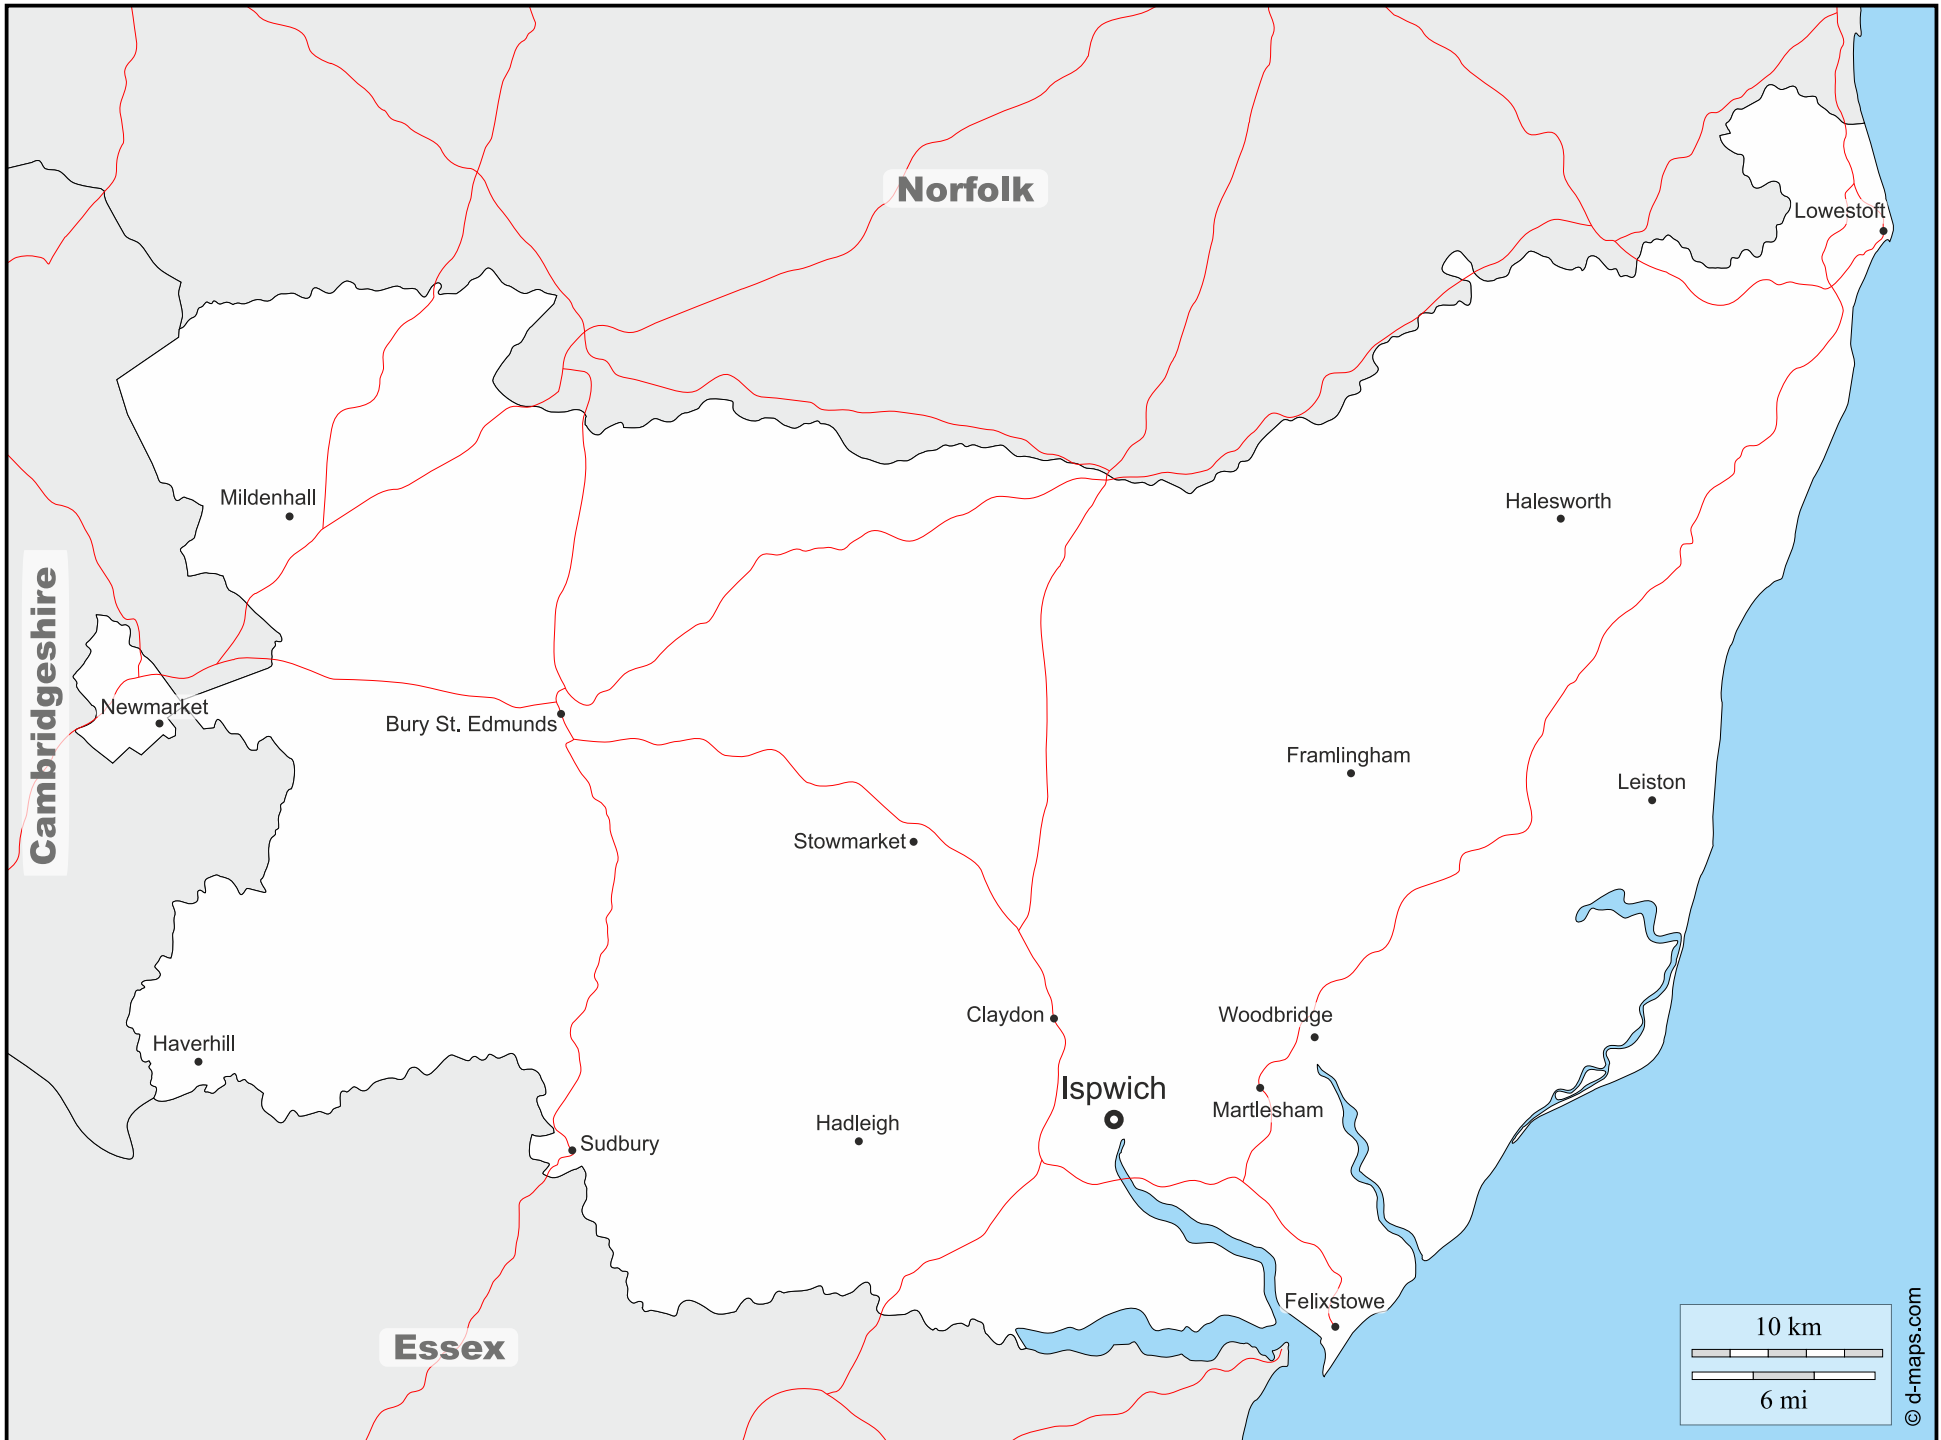 Norfolk
Lowestoft
Mildenhall
Halesworth
Cambridgeshire
Newmarket
Bury St. Edmunds
Framlingham
Leiston
Stowmarket
Claydon
Woodbridge
Haverhill
Ispwich
Martlesham
Hadleigh
Sudbury
Felixstowe
Essex
10 km
6 mi
© d-maps.com